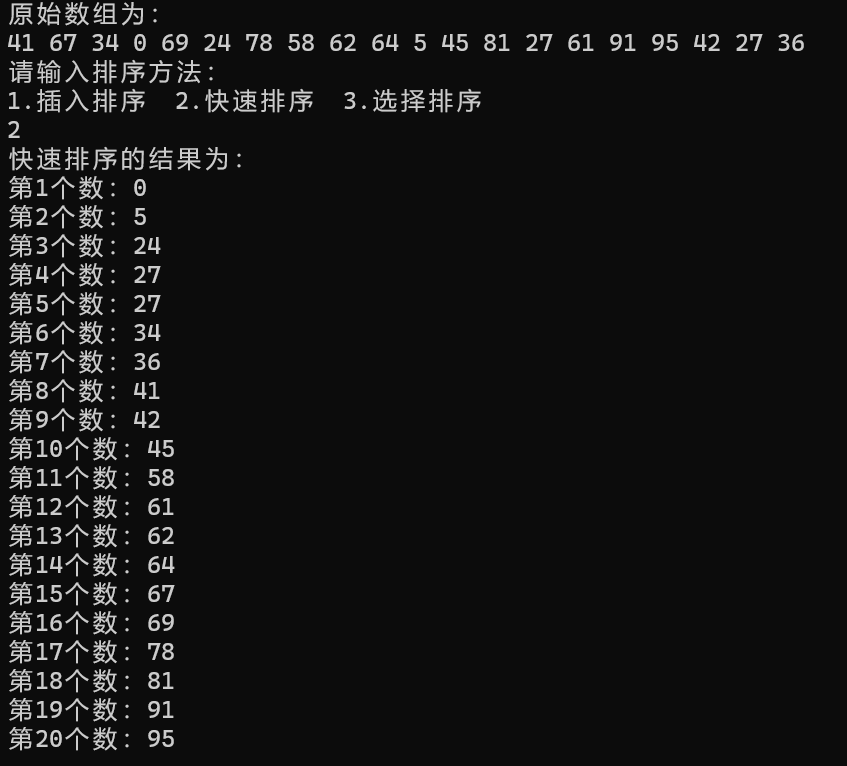 原始数组为:
41 67 34 0 69 24 78 58 62 64 5 45 81 27 61 91 95 42 27 36
请输入排序方法:
1.插入排序  2.快速排序  3.选择排序
2
快速排序的结果为:
第1个数: 0
第2个数: 5
第3个数: 24
第4个数: 27
第5个数: 27
第6个数: 34
第7个数: 36
第8个数: 41
第9个数: 42
第10个数: 45
第11个数: 58
第12个数: 61
第13个数: 62
第14个数: 64
第15个数: 67
第16个数: 69
第17个数: 78
第18个数: 81
第19个数: 91
第20个数: 95